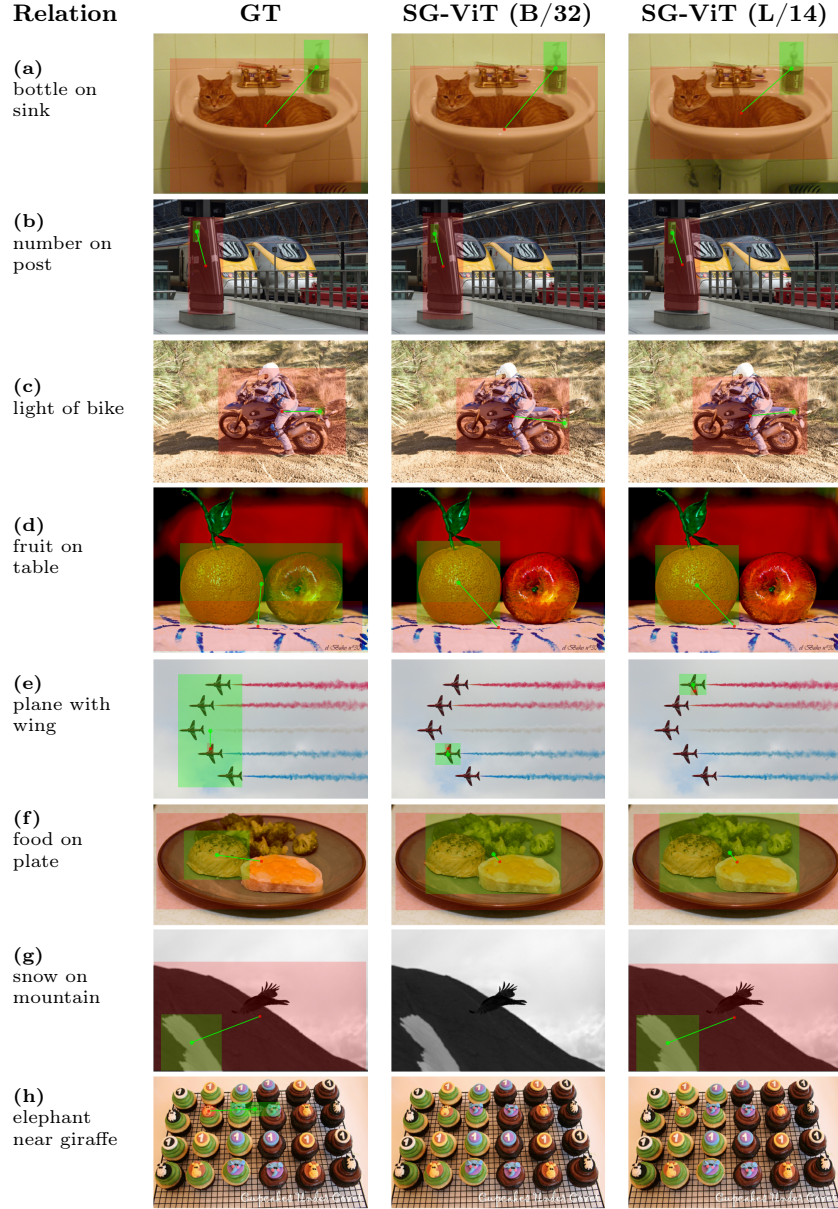 Relation GT SG-ViT (B/32) SG-ViT (L/14)
(a)
bottle on
sink
(b)
number on
post
(c)
light of bike
(d)
fruit on
table
(e)
plane with
wing
(f)
food on
plate
(g)
snow on
mountain
(h)
elephant
near giraffe